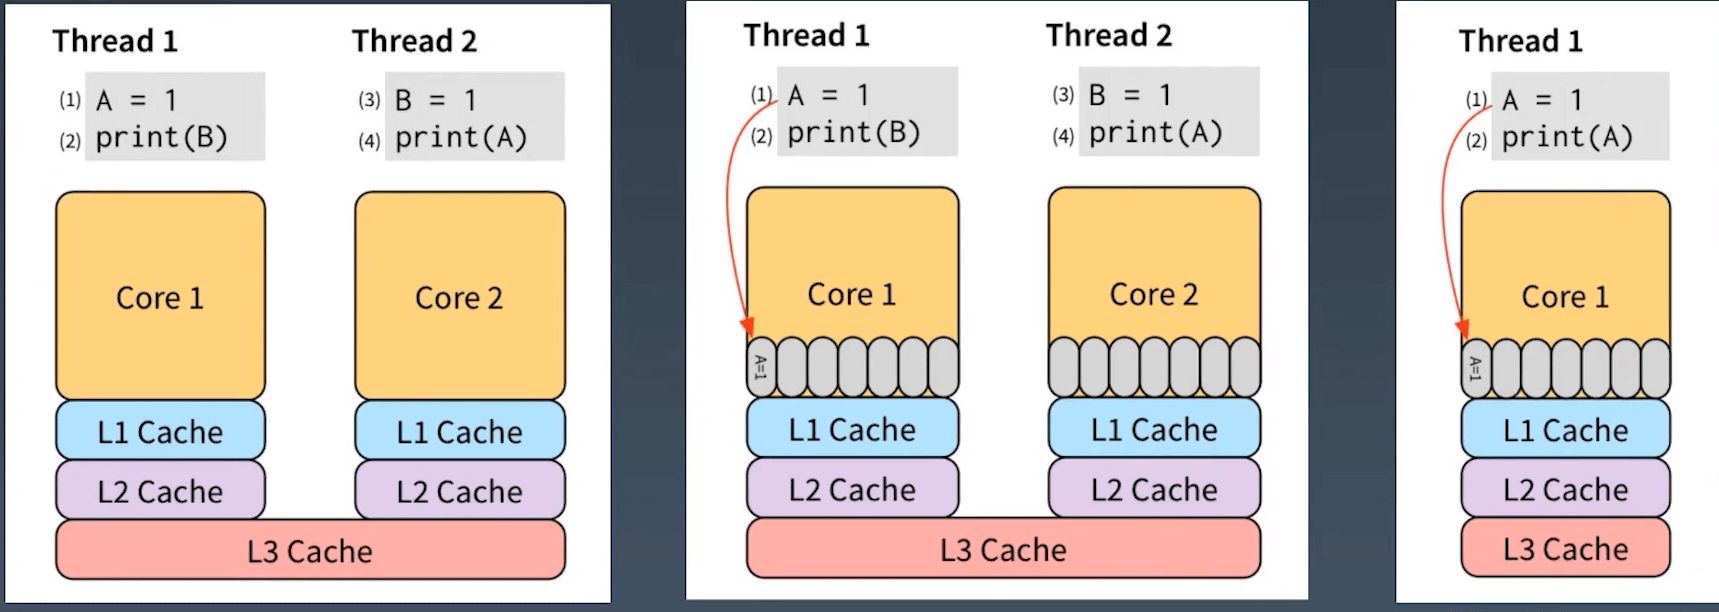 Thread 1
(1) A = 1
(2) print(B)
Thread 2
(3) B = 1
(4) print(A)
Core 1
Core 2
L1 Cache
L1 Cache
L2 Cache
L2 Cache
L3 Cache
Thread 1
(1) A = 1
(2) print(B)
Thread 2
(3) B = 1
(4) print(A)
Core 1
Core 2
A=1
L1 Cache
L1 Cache
L2 Cache
L2 Cache
L3 Cache
Thread 1
(1) A = 1
(2) print(A)
Core 1
A=1
L1 Cache
L2 Cache
L3 Cache